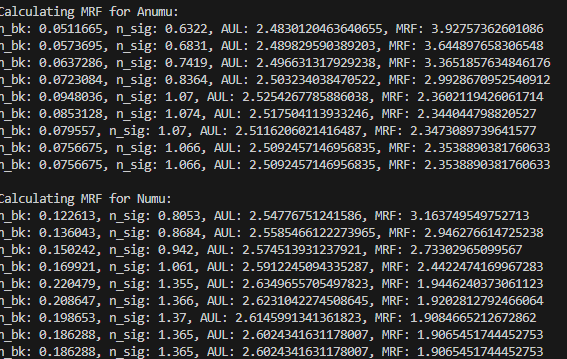 Calculating MRF for Anumu:
n_bk: 0.0511665, n_sig: 0.6322, AUL: 2.4830120463640655, MRF: 3.92757362601086
n_bk: 0.0573695, n_sig: 0.6831, AUL: 2.489829590389203, MRF: 3.644897658306548
n_bk: 0.0637286, n_sig: 0.7419, AUL: 2.496631317929238, MRF: 3.3651857634846176
n_bk: 0.0723084, n_sig: 0.8364, AUL: 2.503234038470522, MRF: 2.9928670952540912
n_bk: 0.0948036, n_sig: 1.07, AUL: 2.5254267785886038, MRF: 2.3602119426061714
n_bk: 0.0853128, n_sig: 1.074, AUL: 2.517504113933246, MRF: 2.344044798820527
n_bk: 0.079557, n_sig: 1.07, AUL: 2.5116206021416487, MRF: 2.3473089739641577
n_bk: 0.0756675, n_sig: 1.066, AUL: 2.5092457146956835, MRF: 2.3538890381760633
n_bk: 0.0756675, n_sig: 1.066, AUL: 2.5092457146956835, MRF: 2.3538890381760633
Calculating MRF for Numu:
n_bk: 0.122613, n_sig: 0.8053, AUL: 2.54776751241586, MRF: 3.163749549752713
n_bk: 0.136043, n_sig: 0.8684, AUL: 2.5585466122273965, MRF: 2.946276614725238
n_bk: 0.150242, n_sig: 0.942, AUL: 2.574513931237921, MRF: 2.73302965099567
n_bk: 0.169921, n_sig: 1.061, AUL: 2.5912245094335287, MRF: 2.4422474169967283
n_bk: 0.220479, n_sig: 1.355, AUL: 2.6349655705497823, MRF: 1.9446240373061123
n_bk: 0.208647, n_sig: 1.366, AUL: 2.6231042274508645, MRF: 1.9202812792466064
n_bk: 0.198653, n_sig: 1.37, AUL: 2.6145991341361823, MRF: 1.9084665212672862
n_bk: 0.186288, n_sig: 1.365, AUL: 2.6024341631178007, MRF: 1.9065451744452753
n_bk: 0.186288, n_sig: 1.365, AUL: 2.6024341631178007, MRF: 1.9065451744452753